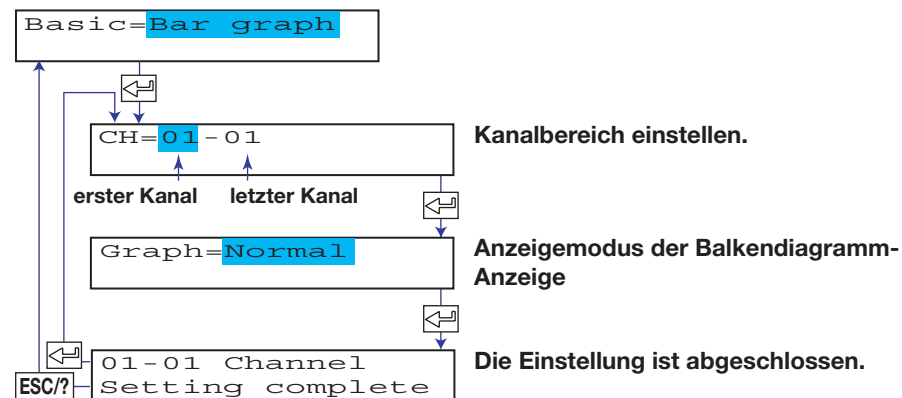 Basic=Bar graph
CH=01-01
Kanalbereich einstellen.
erster Kanal
letzter Kanal
Graph=Normal
Anzeigemodus der Balkendiagramm-
Anzeige
01-01 Channel
Setting complete
Die Einstellung ist abgeschlossen.
ESC/?